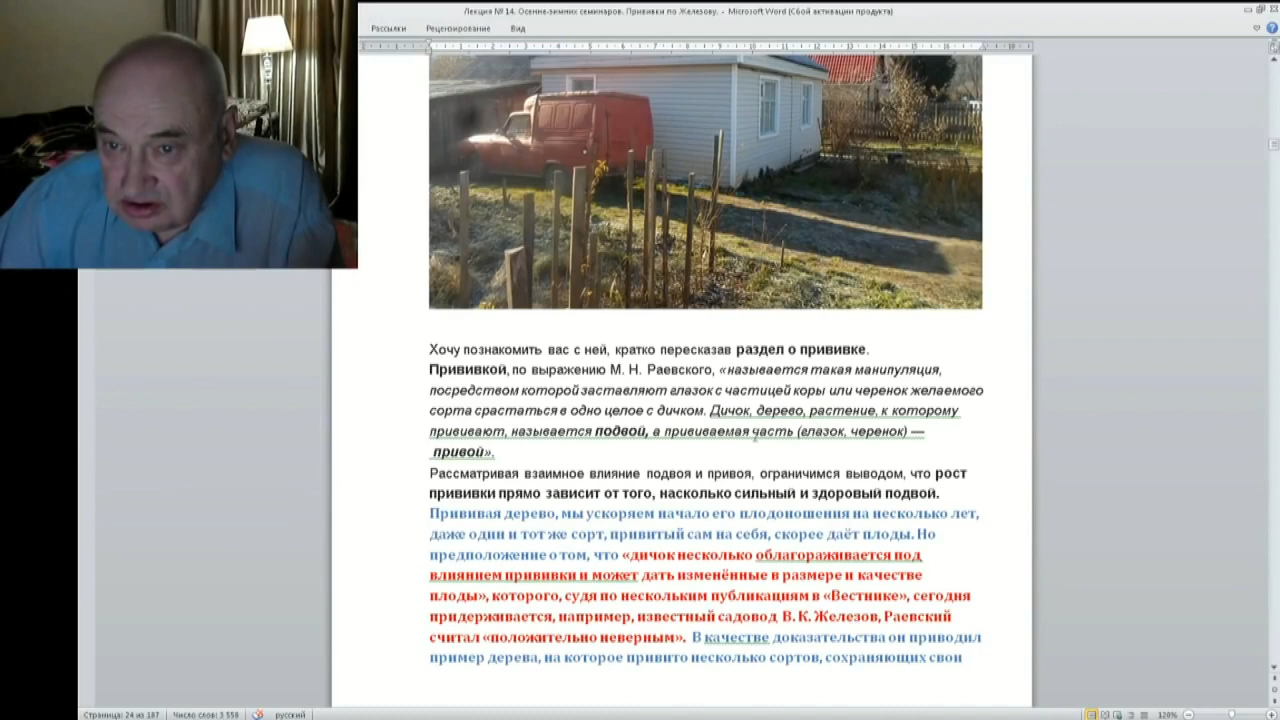 Лекция № 14. Осенне-зимних семинаров. Прививки по Железову. - Microsoft Word (Сбой активации продукта)
Рассылки Рецензирование Вид
Хочу познакомить вас с ней, кратко пересказав раздел о прививке.
Прививкой, по выражению М. Н. Раевского, «называется такая манипуляция,
посредством которой заставляют глазок с частицей коры или черенок желаемого
сорта срастаться в одно целое с дичком. Дичок, дерево, растение, к которому
прививают, называется подвой, а прививаемая часть (глазок, черенок) —
привой».
Рассматривая взаимное влияние подвоя и привоя, ограничимся выводом, что рост
прививки прямо зависит от того, насколько сильный и здоровый подвой.
Прививая дерево, мы ускоряем начало его плодоношения на несколько лет,
даже один и тот же сорт, привитый сам на себя, скорее даёт плоды. Но
предположение о том, что «дичок несколько облагораживается под
влиянием прививки и может дать изменённые в размере и качестве
плоды», которого, судя по нескольким публикациям в «Вестнике», сегодня
придерживается, например, известный садовод В. К. Железов, Раевский
считал «положительно неверным». В качестве доказательства он приводил
пример дерева, на которое привито несколько сортов, сохраняющих свои
Страница: 24 из 187 Число слов: 3 558 русский 120%